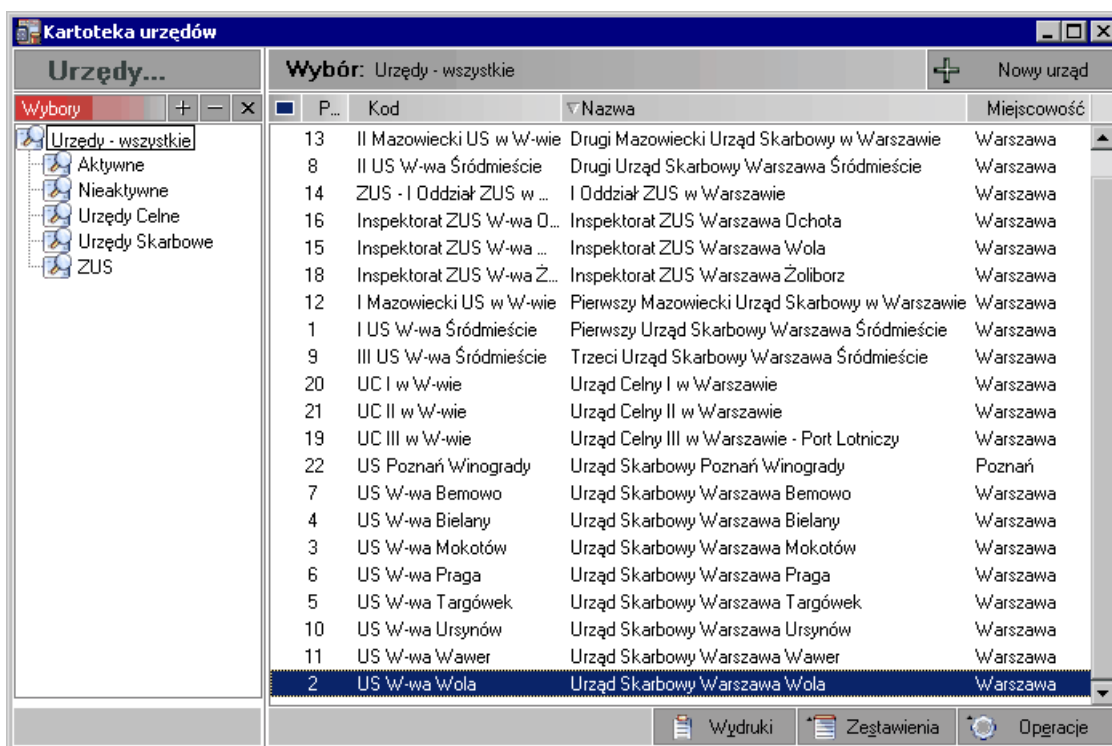 Kartoteka urzędów
Urzędy...
Wybór: Urzędy - wszystkie
Nowy urząd
Wybory
P... Kod Nazwa Miejscowość
Urzędy - wszystkie
Aktywne
Nieaktywne
Urzędy Celne
Urzędy Skarbowe
ZUS
13 II Mazowiecki US w W-wie Drugi Mazowiecki Urząd Skarbowy w Warszawie Warszawa
8 II US W-wa Śródmieście Drugi Urząd Skarbowy Warszawa Śródmieście Warszawa
14 ZUS - I Oddział ZUS w ... I Oddział ZUS w Warszawie Warszawa
16 Inspektorat ZUS W-wa O... Inspektorat ZUS Warszawa Ochota Warszawa
15 Inspektorat ZUS W-wa ... Inspektorat ZUS Warszawa Wola Warszawa
18 Inspektorat ZUS W-wa Ż... Inspektorat ZUS Warszawa Żoliborz Warszawa
12 I Mazowiecki US w W-wie Pierwszy Mazowiecki Urząd Skarbowy w Warszawie Warszawa
1 I US W-wa Śródmieście Pierwszy Urząd Skarbowy Warszawa Śródmieście Warszawa
9 III US W-wa Śródmieście Trzeci Urząd Skarbowy Warszawa Śródmieście Warszawa
20 UC I w W-wie Urząd Celny I w Warszawie Warszawa
21 UC II w W-wie Urząd Celny II w Warszawie Warszawa
19 UC III w W-wie Urząd Celny III w Warszawie - Port Lotniczy Warszawa
22 US Poznań Winogrady Urząd Skarbowy Poznań Winogrady Poznań
7 US W-wa Bemowo Urząd Skarbowy Warszawa Bemowo Warszawa
4 US W-wa Bielany Urząd Skarbowy Warszawa Bielany Warszawa
3 US W-wa Mokotów Urząd Skarbowy Warszawa Mokotów Warszawa
6 US W-wa Praga Urząd Skarbowy Warszawa Praga Warszawa
5 US W-wa Targówek Urząd Skarbowy Warszawa Targówek Warszawa
10 US W-wa Ursynów Urząd Skarbowy Warszawa Ursynów Warszawa
11 US W-wa Wawer Urząd Skarbowy Warszawa Wawer Warszawa
2 US W-wa Wola Urząd Skarbowy Warszawa Wola Warszawa
Wydruki Zestawienia Operacje